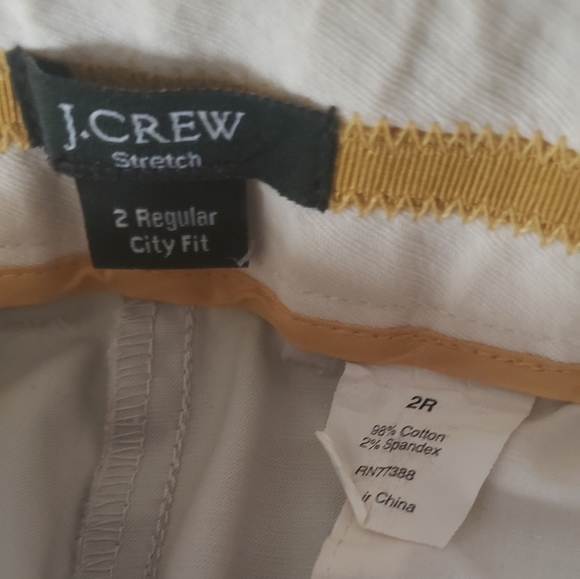 J.CREW
Stretch
2 Regular
City Fit
2R
98% Cotton
2% Spandex
RN77388
China